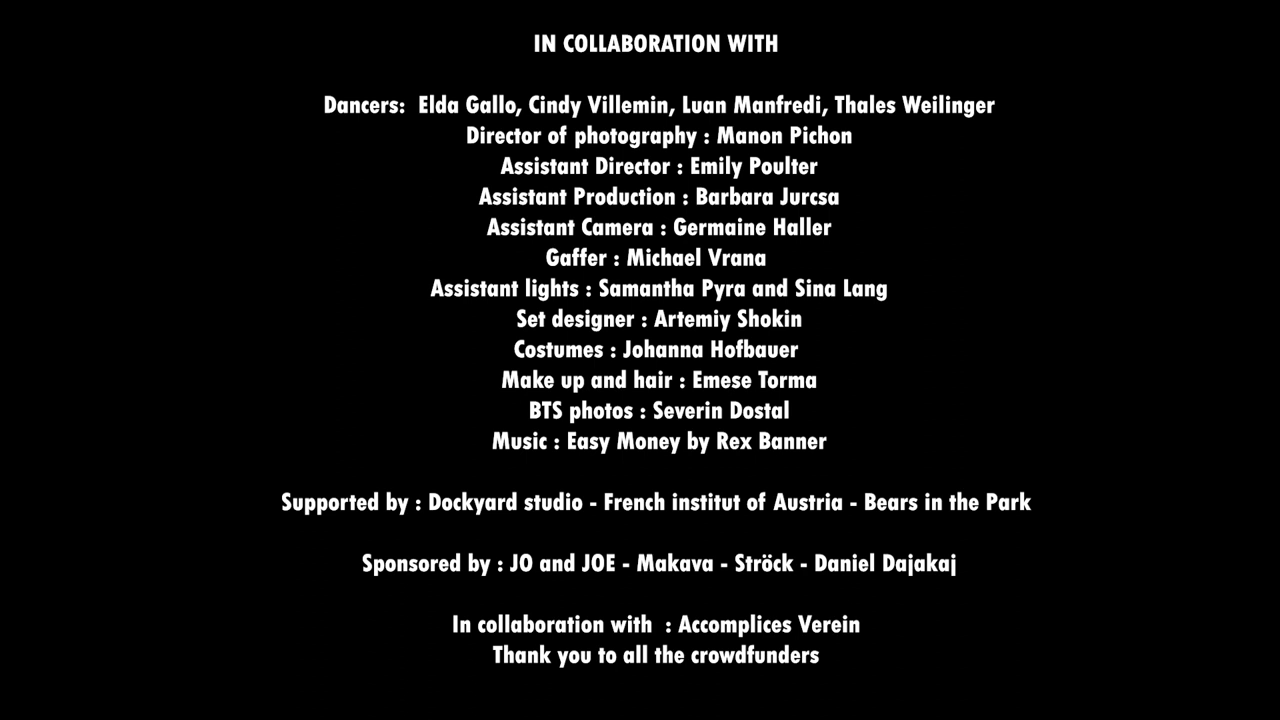 IN COLLABORATION WITH
Dancers:  Elda Gallo, Cindy Villemin, Luan Manfredi, Thales Weilinger
Director of photography : Manon Pichon
Assistant Director : Emily Poulter
Assistant Production : Barbara Jurcsa
Assistant Camera : Germaine Haller
Gaffer : Michael Vrana
Assistant lights : Samantha Pyra and Sina Lang
Set designer : Artemiy Shokin
Costumes : Johanna Hofbauer
Make up and hair : Emese Torma
BTS photos : Severin Dostal
Music : Easy Money by Rex Banner
Supported by : Dockyard studio - French institut of Austria - Bears in the Park
Sponsored by : JO and JOE - Makava - Ströck - Daniel Dajakaj
In collaboration with  : Accomplices Verein
Thank you to all the crowdfunders